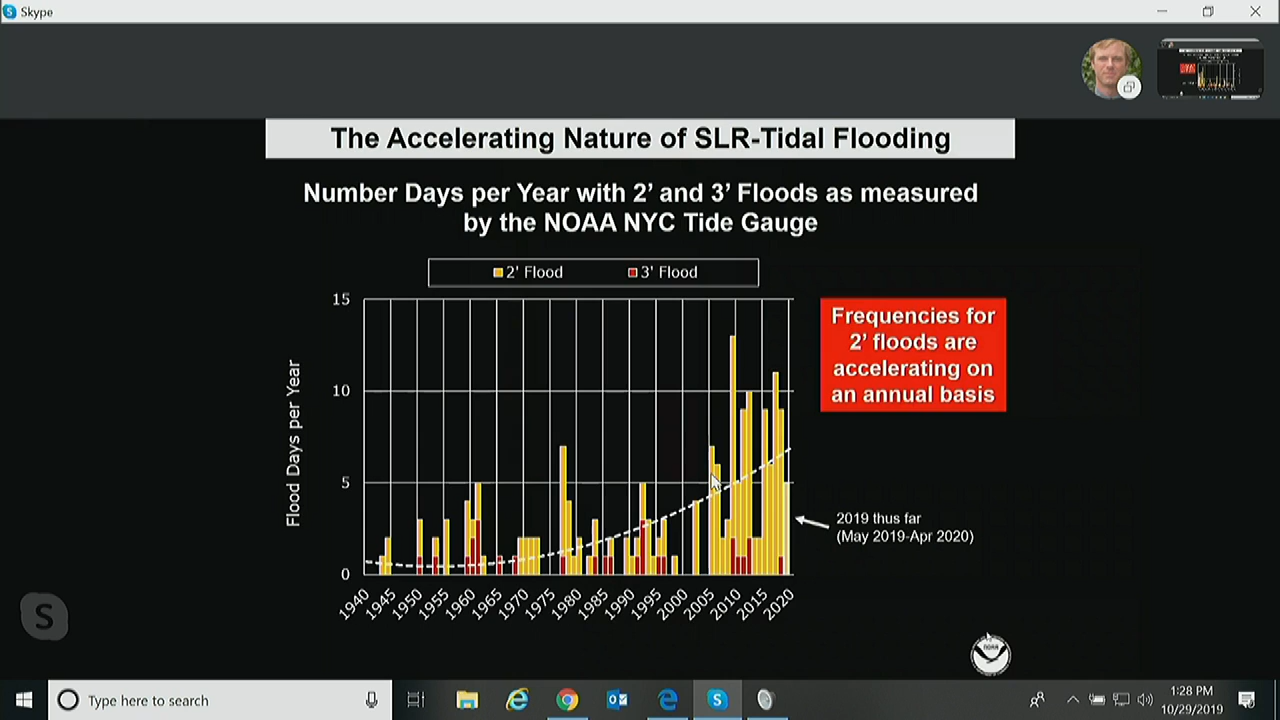 Skype
The Accelerating Nature of SLR-Tidal Flooding
Number Days per Year with 2' and 3' Floods as measured
by the NOAA NYC Tide Gauge
2' Flood 3' Flood
15
10
5
0
Flood Days per Year
1940 1945 1950 1955 1960 1965 1970 1975 1980 1985 1990 1995 2000 2005 2010 2015 2020
Frequencies for
2' floods are
accelerating on
an annual basis
2019 thus far
(May 2019-Apr 2020)
S
NOAA
Type here to search
1:28 PM
10/29/2019